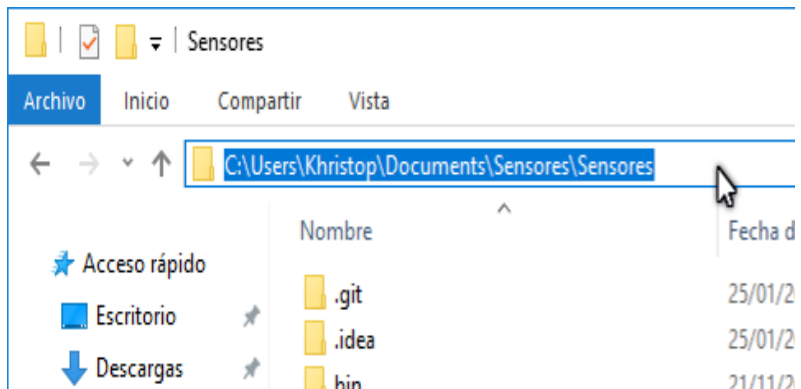 Sensores
Archivo Inicio Compartir Vista
C:\Users\Khristop\Documents\Sensores\Sensores
Nombre Fecha d
Acceso rápido
.git 25/01/2
Escritorio
.idea 25/01/2
Descargas
bin 21/11/2